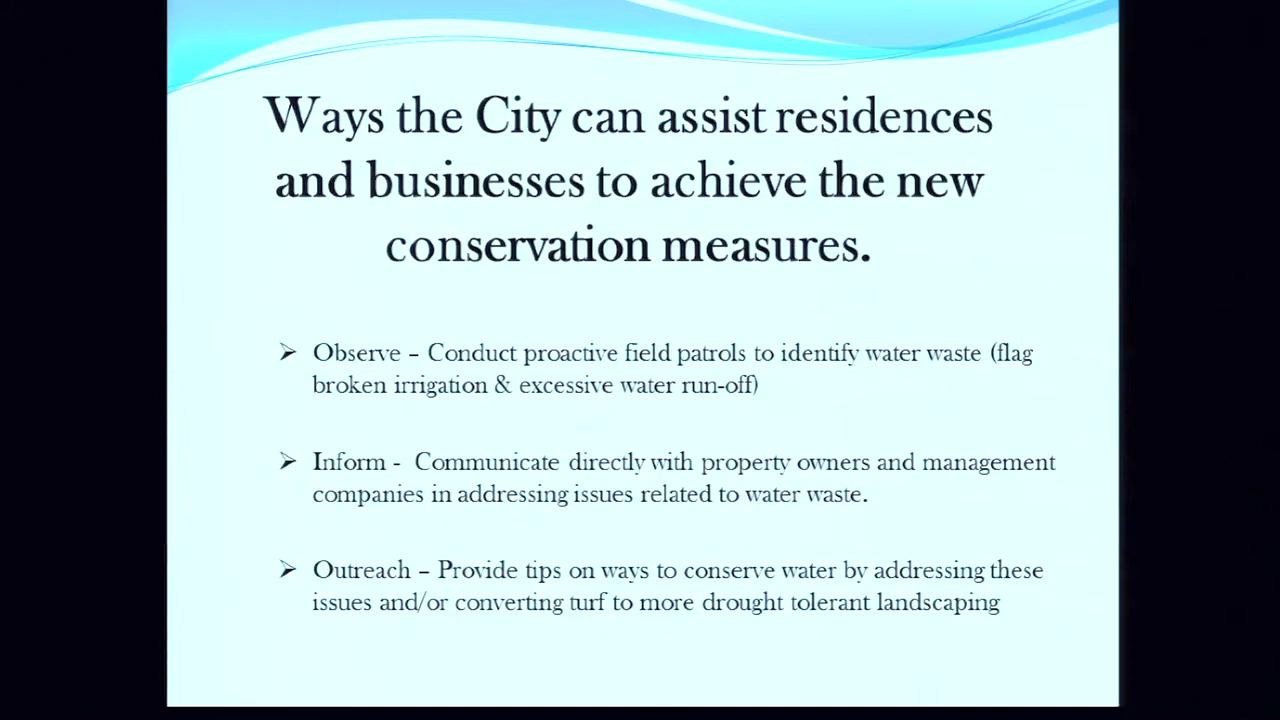 Ways the City can assist residences
and businesses to achieve the new
conservation measures.
➢ Observe – Conduct proactive field patrols to identify water waste (flag
broken irrigation & excessive water run-off)
➢ Inform - Communicate directly with property owners and management
companies in addressing issues related to water waste.
➢ Outreach – Provide tips on ways to conserve water by addressing these
issues and/or converting turf to more drought tolerant landscaping